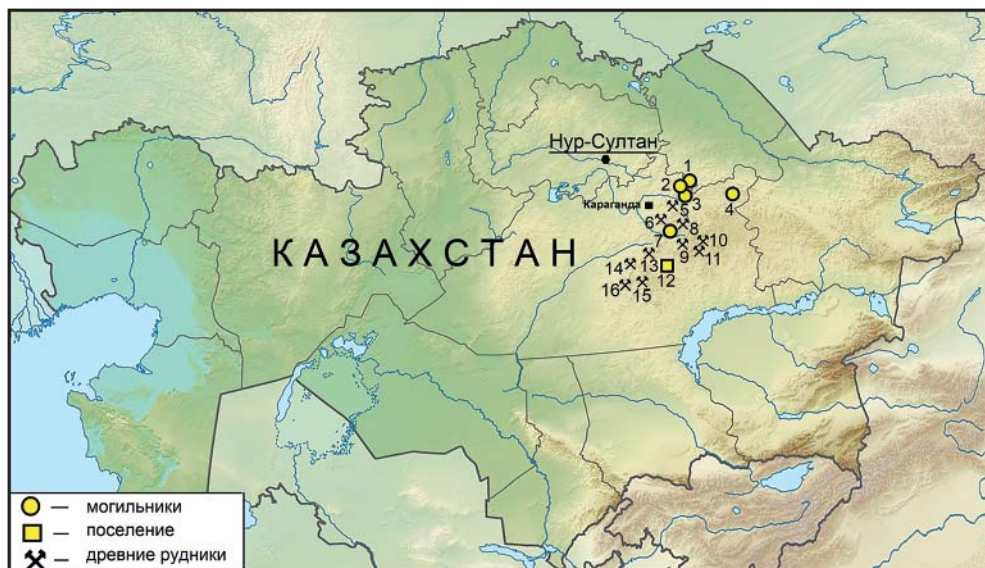 Нур-Султан
1
2
3
4
Караганда
5
6
8
7
10
КАЗАХСТАН
9
11
13
14
12
16
15
— могильники
— поселение
— древние рудники